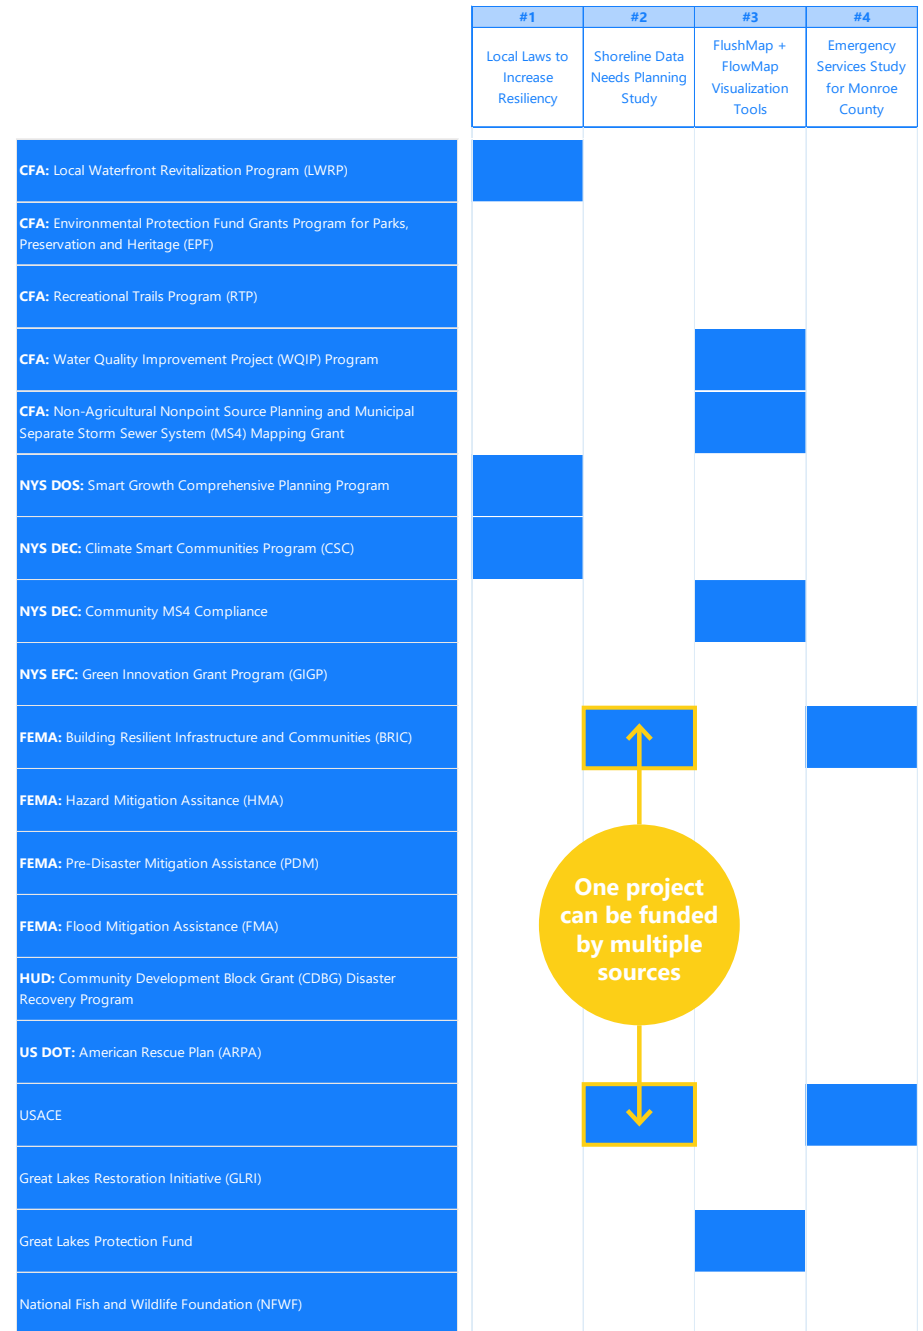 #1 #2 #3 #4
Local Laws to
Increase
Resiliency
Shoreline Data
Needs Planning
Study
FlushMap +
FlowMap
Visualization
Tools
Emergency
Services Study
for Monroe
County
CFA: Local Waterfront Revitalization Program (LWRP)
CFA: Environmental Protection Fund Grants Program for Parks,
Preservation and Heritage (EPF)
CFA: Recreational Trails Program (RTP)
CFA: Water Quality Improvement Project (WQIP) Program
CFA: Non-Agricultural Nonpoint Source Planning and Municipal
Separate Storm Sewer System (MS4) Mapping Grant
NYS DOS: Smart Growth Comprehensive Planning Program
NYS DEC: Climate Smart Communities Program (CSC)
NYS DEC: Community MS4 Compliance
NYS EFC: Green Innovation Grant Program (GIGP)
FEMA: Building Resilient Infrastructure and Communities (BRIC)
FEMA: Hazard Mitigation Assitance (HMA)
FEMA: Pre-Disaster Mitigation Assistance (PDM)
FEMA: Flood Mitigation Assistance (FMA)
HUD: Community Development Block Grant (CDBG) Disaster
Recovery Program
US DOT: American Rescue Plan (ARPA)
USACE
Great Lakes Restoration Initiative (GLRI)
Great Lakes Protection Fund
National Fish and Wildlife Foundation (NFWF)
One project
can be funded
by multiple
sources